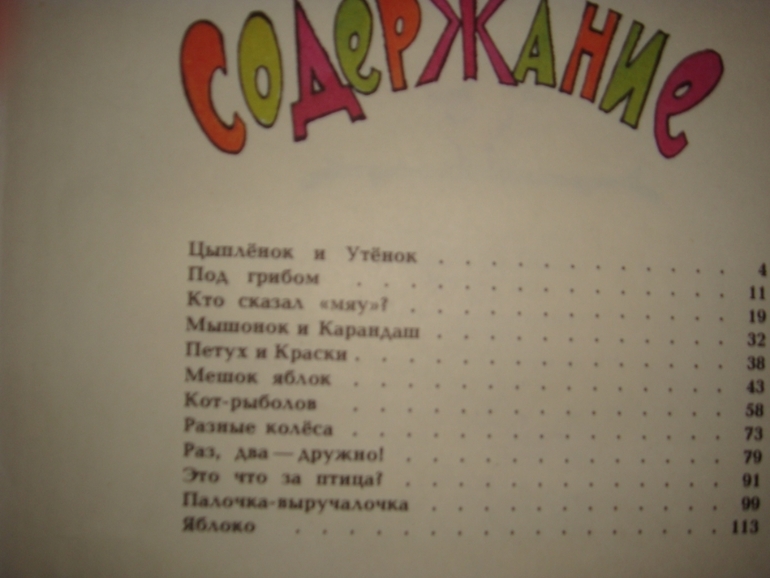 СОДЕРЖАНИЕ
Цыплёнок и Утёнок . . . . . . . . . . . . 4
Под грибом . . . . . . . . . . . . . . 11
Кто сказал «мяу»? . . . . . . . . . . . . . 19
Мышонок и Карандаш . . . . . . . . . . . . 32
Петух и Краски . . . . . . . . . . . . . . . 38
Мешок яблок . . . . . . . . . . . . . . . 43
Кот-рыболов . . . . . . . . . . . . . . . 58
Разные колёса . . . . . . . . . . . . . . . 73
Раз, два — дружно! . . . . . . . . . . . . . 79
Это что за птица? . . . . . . . . . . . . . 91
Палочка-выручалочка . . . . . . . . . . . . 99
Яблоко . . . . . . . . . . . . . . . . . 113